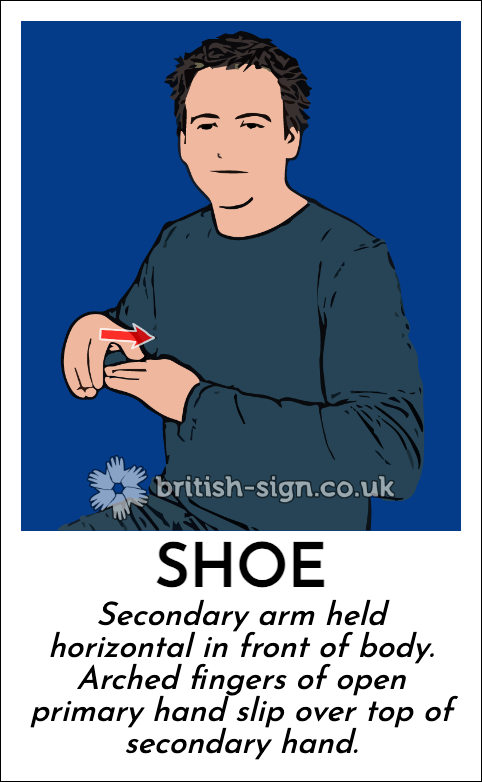 british-sign.co.uk
SHOE
Secondary arm held
horizontal in front of body.
Arched fingers of open
primary hand slip over top of
secondary hand.